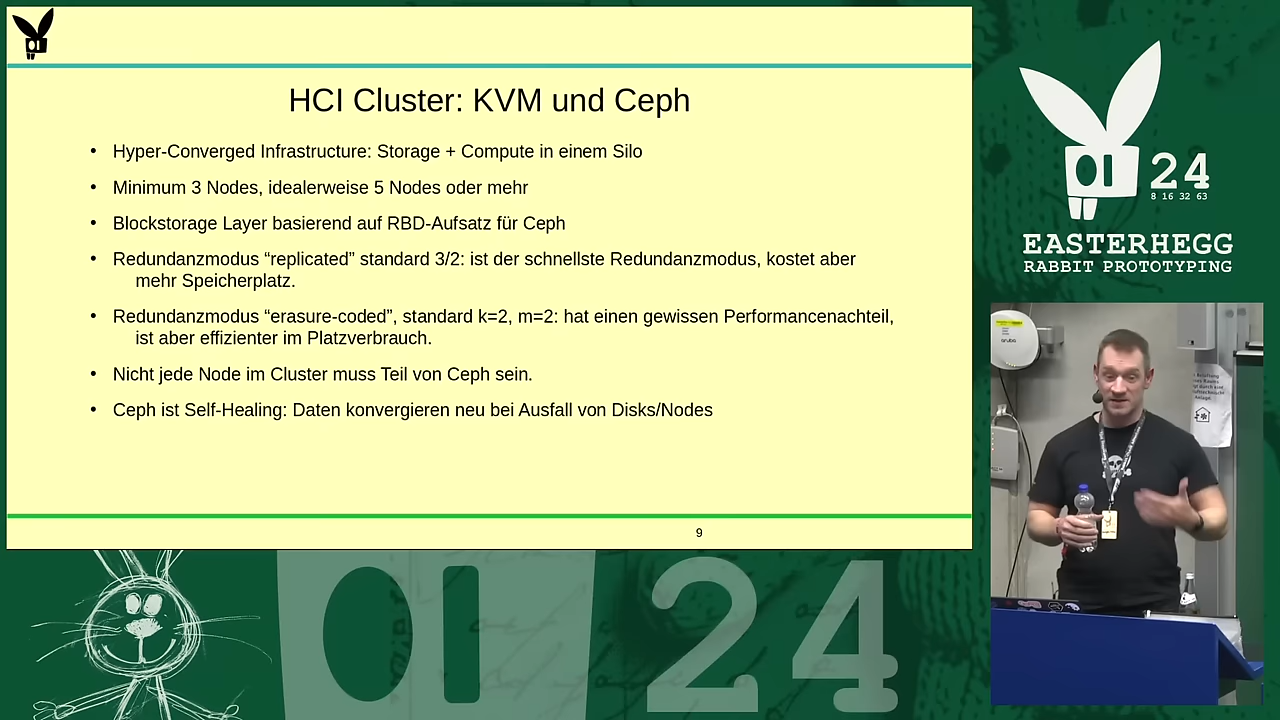 HCI Cluster: KVM und Ceph
• Hyper-Converged Infrastructure: Storage + Compute in einem Silo
• Minimum 3 Nodes, idealerweise 5 Nodes oder mehr
• Blockstorage Layer basierend auf RBD-Aufsatz für Ceph
• Redundanzmodus “replicated” standard 3/2: ist der schnellste Redundanzmodus, kostet aber
mehr Speicherplatz.
• Redundanzmodus “erasure-coded”, standard k=2, m=2: hat einen gewissen Performancenachteil,
ist aber effizienter im Platzverbrauch.
• Nicht jede Node im Cluster muss Teil von Ceph sein.
• Ceph ist Self-Healing: Daten konvergieren neu bei Ausfall von Disks/Nodes
9
24
8 16 32 63
EASTERHEGG
RABBIT PROTOTYPING
aruba
24